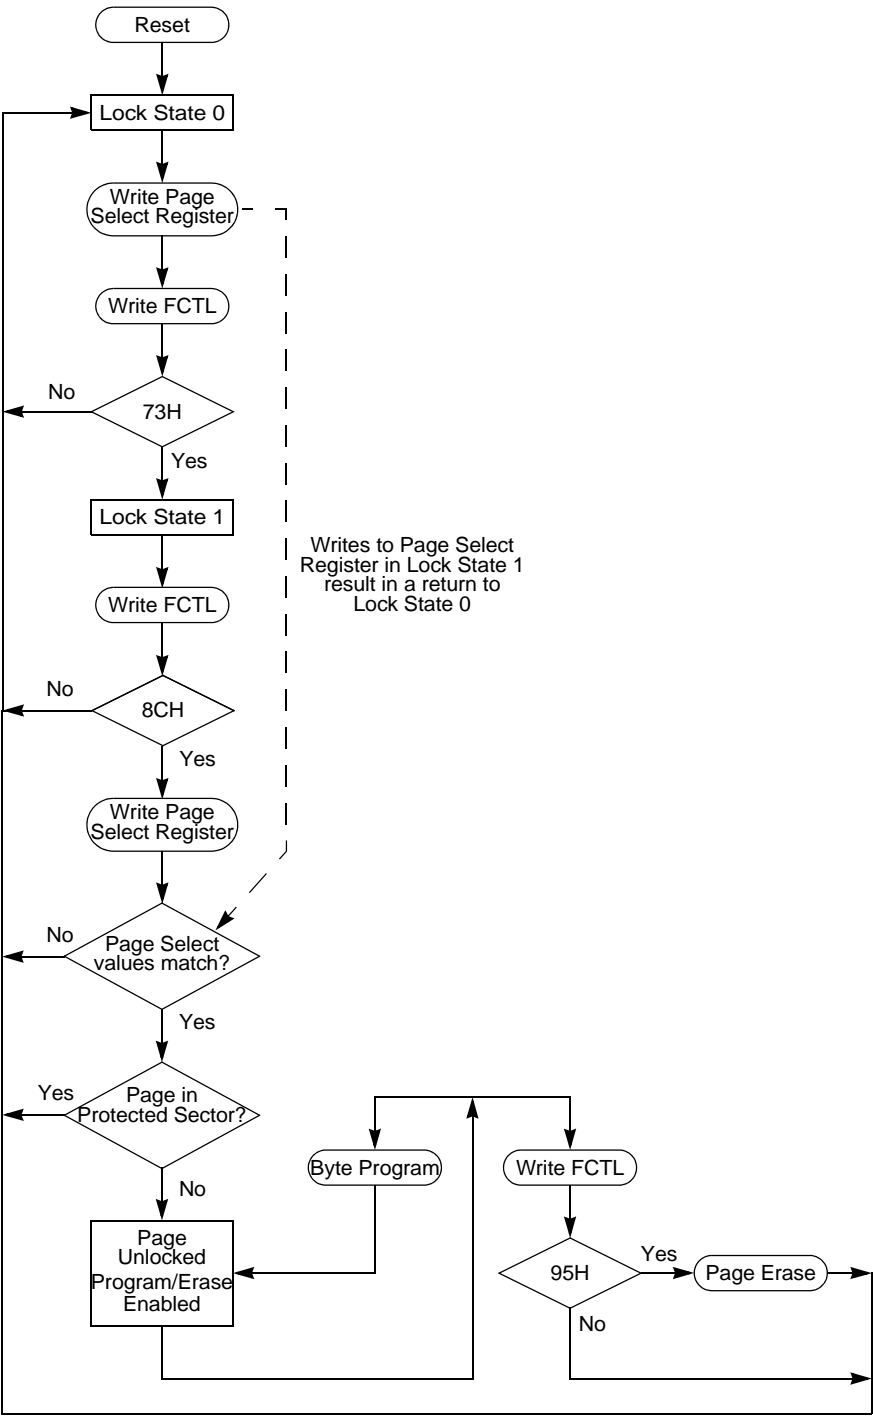 Reset
Lock State 0
Write Page
Select Register
Write FCTL
No
73H
Yes
Lock State 1
Write FCTL
Writes to Page Select
Register in Lock State 1
result in a return to
Lock State 0
No
8CH
Yes
Write Page
Select Register
No
Page Select
values match?
Yes
Yes
Page in
Protected Sector?
No
Byte Program
Write FCTL
Page
Unlocked
Program/Erase
Enabled
95H
Yes
Page Erase
No